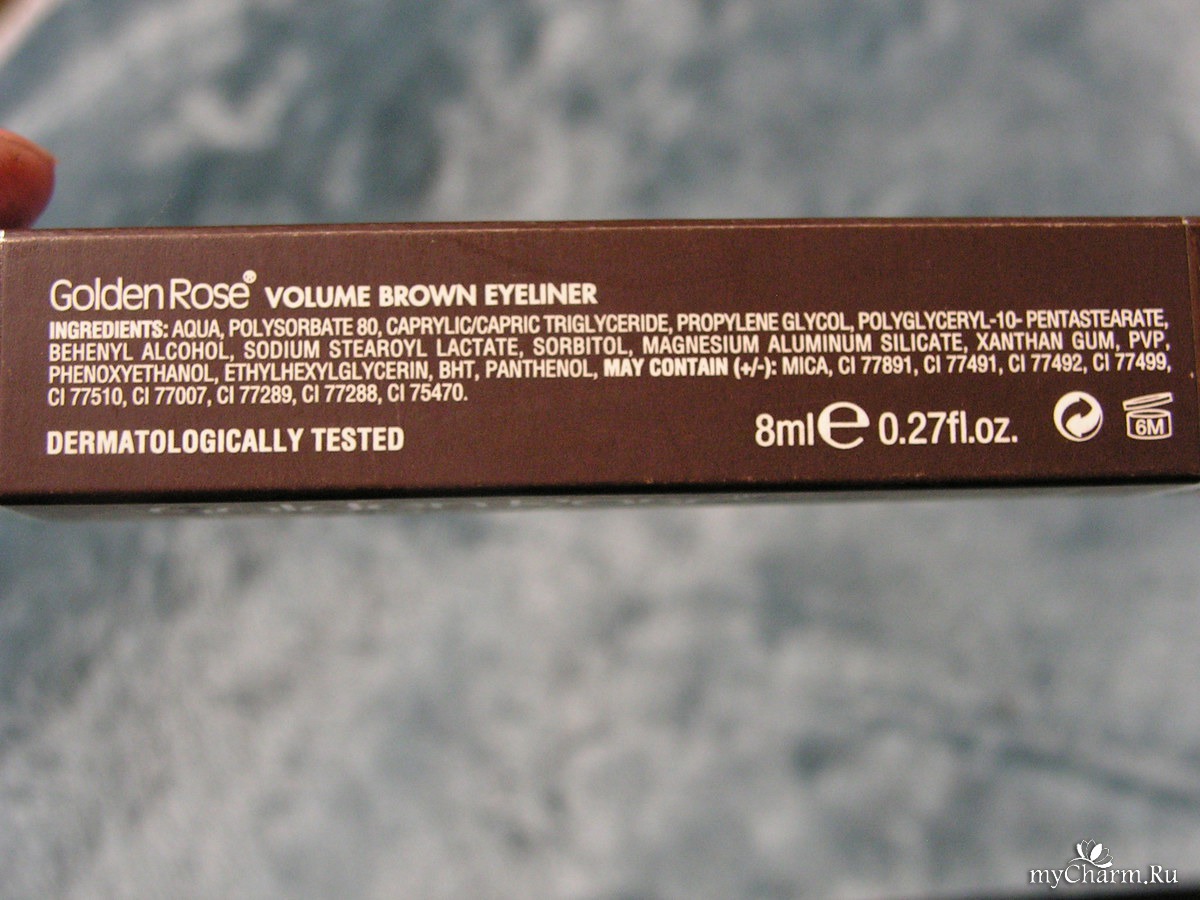 Golden Rose® VOLUME BROWN EYELINER
INGREDIENTS: AQUA, POLYSORBATE 80, CAPRYLIC/CAPRIC TRIGLYCERIDE, PROPYLENE GLYCOL, POLYGLYCERYL-10- PENTASTEARATE,
BEHENYL ALCOHOL, SODIUM STEAROYL LACTATE, SORBITOL, MAGNESIUM ALUMINUM SILICATE, XANTHAN GUM, PVP,
PHENOXYETHANOL, ETHYLHEXYLGLYCERIN, BHT, PANTHENOL, MAY CONTAIN (+/-): MICA, CI 77891, CI 77491, CI 77492, CI 77499,
CI 77510, CI 77007, CI 77289, CI 77288, CI 75470.
DERMATOLOGICALLY TESTED
8ml e 0.27fl.oz.
6M
myCharm.Ru